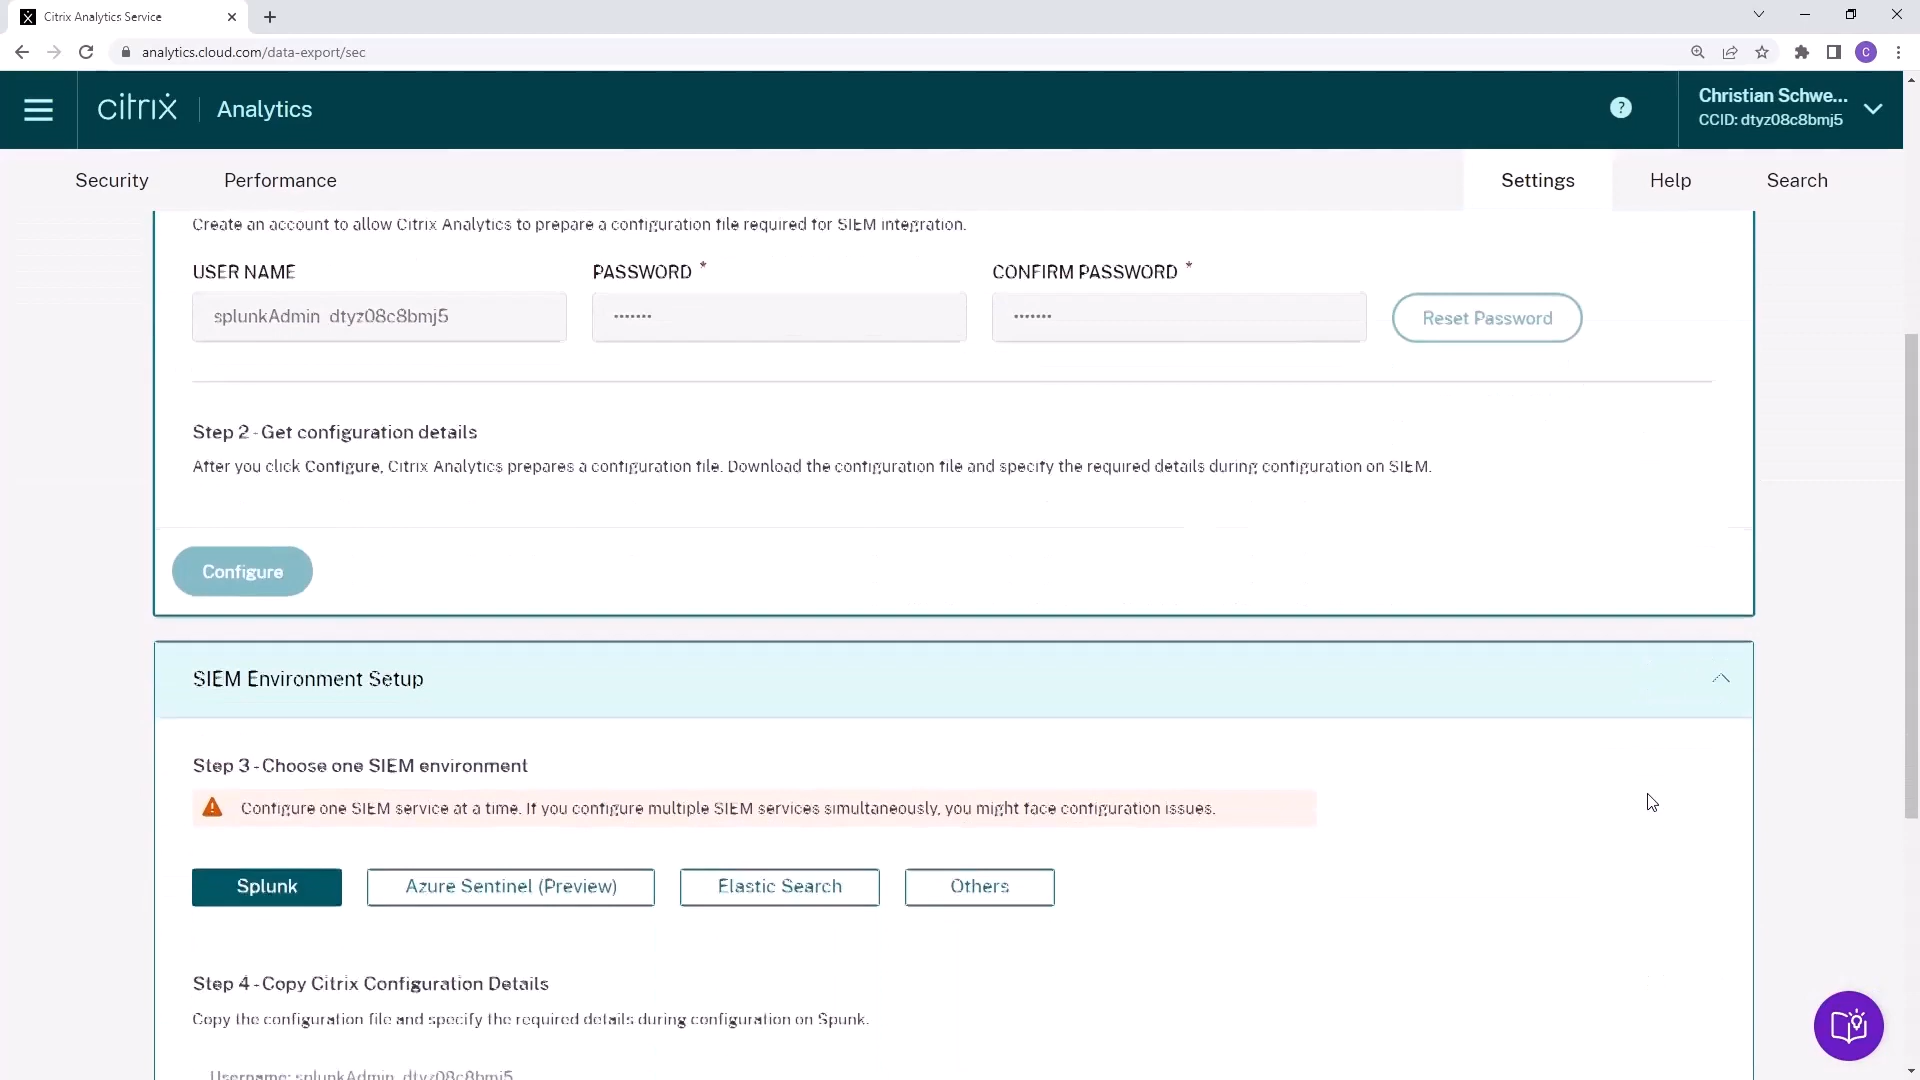 Citrix Analytics Service
analytics.cloud.com/data-export/sec
C
citrix
Analytics
?
Christian Schwe...
CCID: dtyz08c8bmj5
Security
Performance
Settings
Help
Search
Create an account to allow Citrix Analytics to prepare a configuration file required for SIEM integration.
USER NAME
PASSWORD *
CONFIRM PASSWORD *
splunkAdmin dtyz08c8bmj5
Reset Password
Step 2 - Get configuration details
After you click Configure, Citrix Analytics prepares a configuration file. Download the configuration file and specify the required details during configuration on SIEM.
Configure
SIEM Environment Setup
Step 3 - Choose one SIEM environment
Configure one SIEM service at a time. If you configure multiple SIEM services simultaneously, you might face configuration issues.
Splunk
Azure Sentinel (Preview)
Elastic Search
Others
Step 4 - Copy Citrix Configuration Details
Copy the configuration file and specify the required details during configuration on Spunk.
Username: splunkAdmin dtyz08c8bmj5